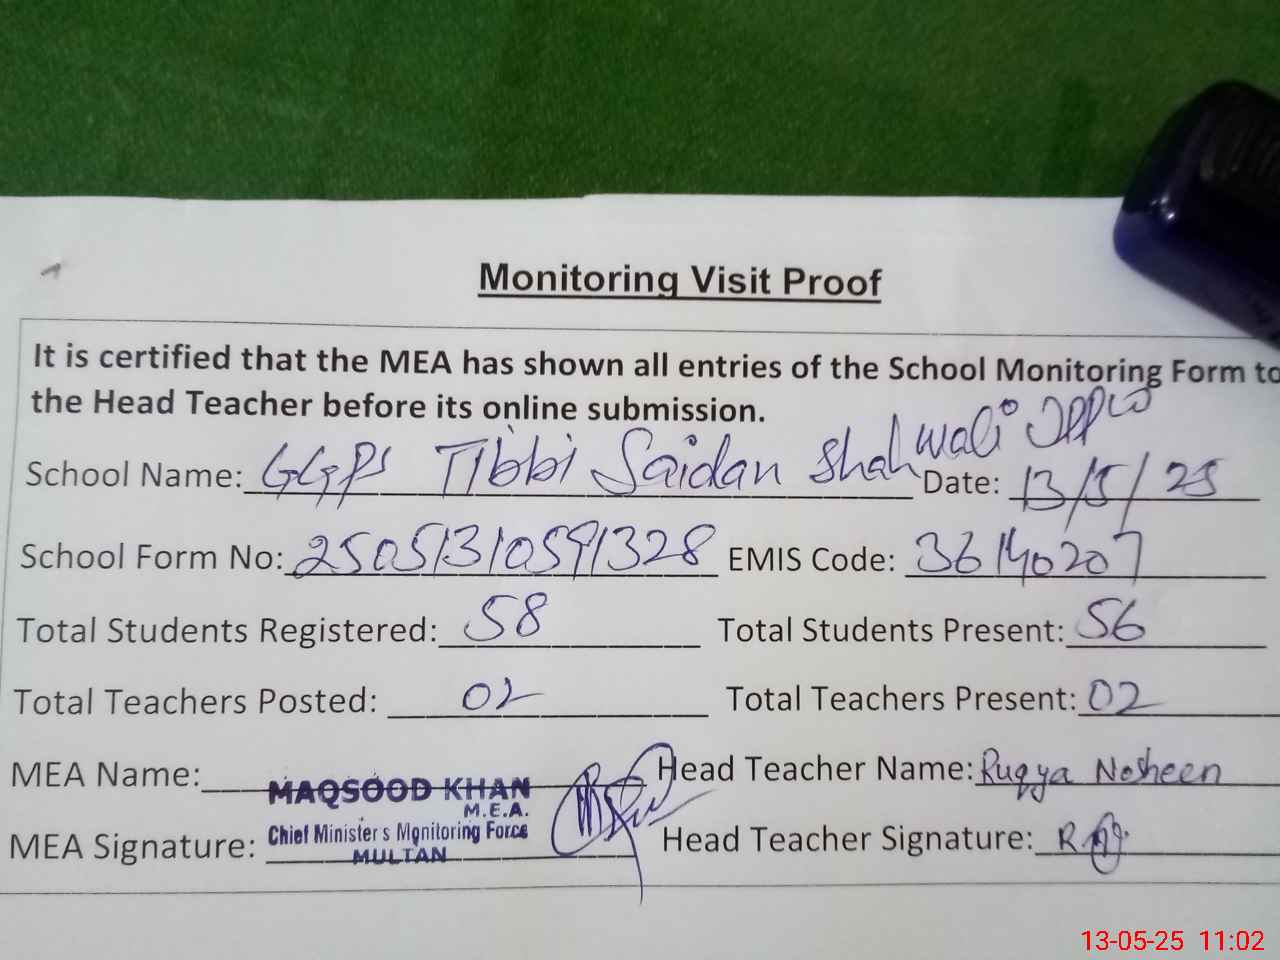 Monitoring Visit Proof
It is certified that the MEA has shown all entries of the School Monitoring Form to
the Head Teacher before its online submission.
School Name: GGPS Tibbi Saidan Shah Wali Date: 13/5/25
School Form No: 25051310591328 EMIS Code: 36140207
Total Students Registered: 58 Total Students Present: 56
Total Teachers Posted: 02 Total Teachers Present: 02
MEA Name: MAQSOOD KHAN Head Teacher Name: Ruqya Nosheen
M.E.A.
MEA Signature: Chief Minister s Monitoring Force Head Teacher Signature:
MULTAN
13-05-25 11:02